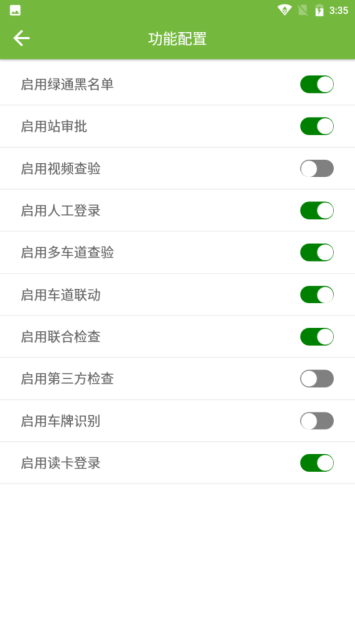 3:35
功能配置
启用绿通黑名单
启用站审批
启用视频查验
启用人工登录
启用多车道查验
启用车道联动
启用联合检查
启用第三方检查
启用车牌识别
启用读卡登录